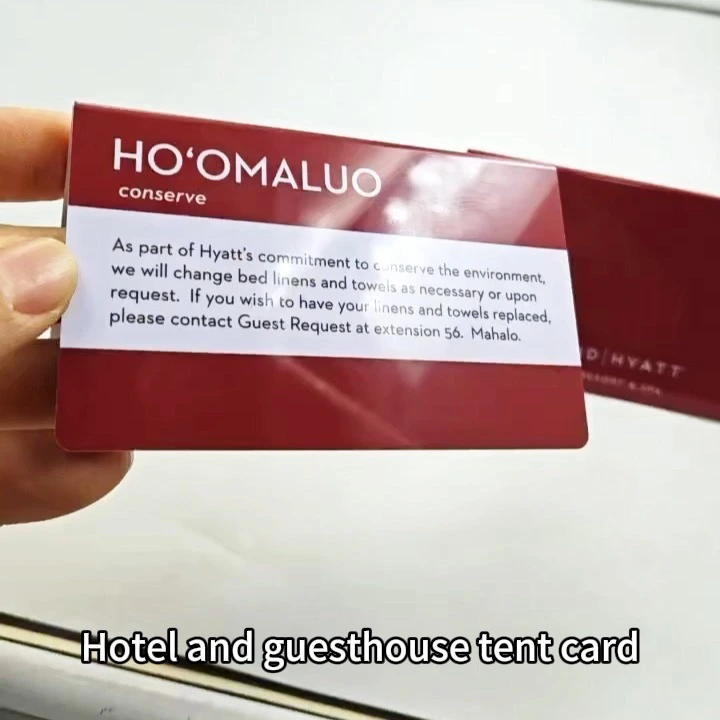 HOʻOMALUO
conserve
As part of Hyatt's commitment to conserve the environment,
we will change bed linens and towels as necessary or upon
request. If you wish to have your linens and towels replaced,
please contact Guest Request at extension 56. Mahalo.
D | HYATT
Hotel and guesthouse tent card